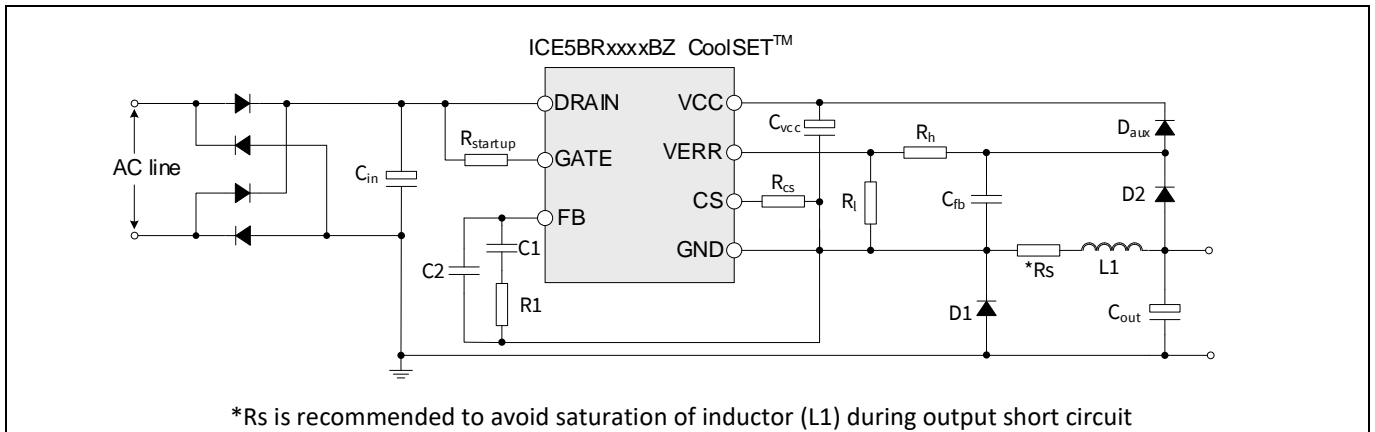 ICE5BRxxxxBZ CoolSET™
DRAIN
VCC
Cvcc
Daux
Rstartup
Rh
VERR
GATE
AC line
Cin
Rcs
CS
Rl
Cfb
D2
FB
C1
GND
C2
*Rs
L1
R1
D1
Cout
*Rs is recommended to avoid saturation of inductor (L1) during output short circuit